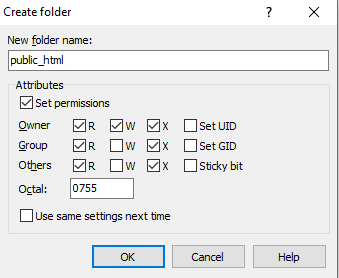 Create folder ? ×
New folder name:
public_html
Attributes
Set permissions
Owner R W X Set UID
Group R W X Set GID
Others R W X Sticky bit
Octal: 0755
Use same settings next time
OK Cancel Help